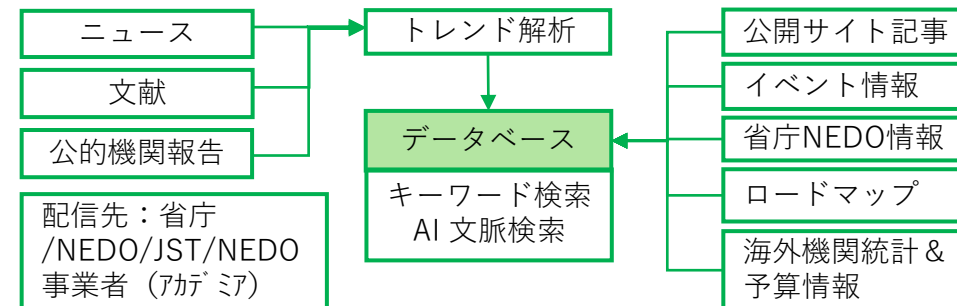 ニュース
文献
公的機関報告
配信先：省庁
/NEDO/JST/NEDO
事業者（ｱｶﾃﾞﾐｱ）
トレンド解析
データベース
キーワード検索
AI 文脈検索
公開サイト記事
イベント情報
省庁NEDO情報
ロードマップ
海外機関統計＆
予算情報